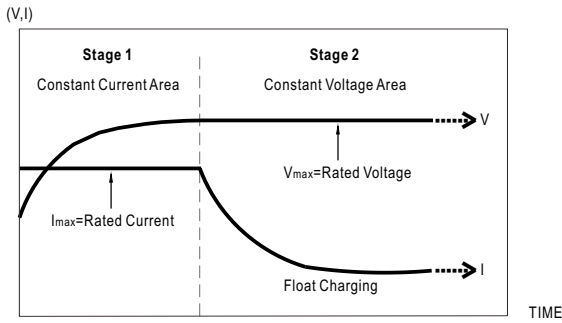 (V,I)
Stage 1
Stage 2
Constant Current Area
Constant Voltage Area
V
Vmax=Rated Voltage
Imax=Rated Current
I
Float Charging
TIME